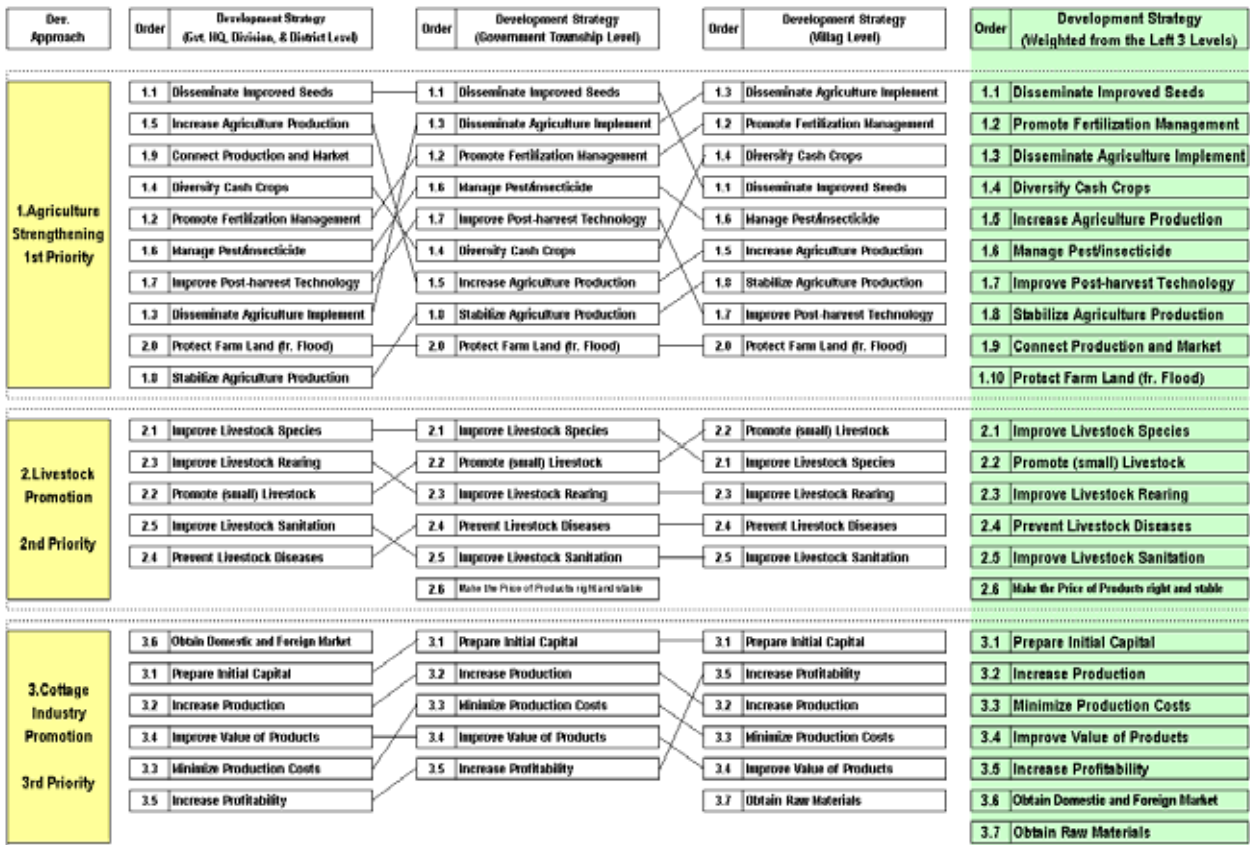 Dev. Approach
Order
Development Strategy
(Gvt. HQ, Division, & District Level)
Order
Development Strategy
(Government Township Level)
Order
Development Strategy
(Villag Level)
Order
Development Strategy
(Weighted from the Left 3 Levels)
1.Agriculture
Strengthening
1st Priority
1.1 Disseminate Improved Seeds
1.5 Increase Agriculture Production
1.9 Connect Production and Market
1.4 Diversify Cash Crops
1.2 Promote Fertilization Management
1.6 Manage Pest/insecticide
1.7 Improve Post-harvest Technology
1.3 Disseminate Agriculture Implement
2.0 Protect Farm Land (fr. Flood)
1.8 Stabilize Agriculture Production
1.1 Disseminate Improved Seeds
1.3 Disseminate Agriculture Implement
1.2 Promote Fertilization Management
1.6 Manage Pest/insecticide
1.7 Improve Post-harvest Technology
1.4 Diversify Cash Crops
1.5 Increase Agriculture Production
1.8 Stabilize Agriculture Production
2.0 Protect Farm Land (fr. Flood)
1.3 Disseminate Agriculture Implement
1.2 Promote Fertilization Management
1.4 Diversify Cash Crops
1.1 Disseminate Improved Seeds
1.6 Manage Pest/insecticide
1.5 Increase Agriculture Production
1.8 Stabilize Agriculture Production
1.7 Improve Post-harvest Technology
2.0 Protect Farm Land (fr. Flood)
1.1 Disseminate Improved Seeds
1.2 Promote Fertilization Management
1.3 Disseminate Agriculture Implement
1.4 Diversify Cash Crops
1.5 Increase Agriculture Production
1.6 Manage Pest/insecticide
1.7 Improve Post-harvest Technology
1.8 Stabilize Agriculture Production
1.9 Connect Production and Market
1.10 Protect Farm Land (fr. Flood)
2.Livestock
Promotion
2nd Priority
2.1 Improve Livestock Species
2.3 Improve Livestock Rearing
2.2 Promote (small) Livestock
2.5 Improve Livestock Sanitation
2.4 Prevent Livestock Diseases
2.1 Improve Livestock Species
2.2 Promote (small) Livestock
2.3 Improve Livestock Rearing
2.4 Prevent Livestock Diseases
2.5 Improve Livestock Sanitation
2.6 Make the Price of Products right and stable
2.2 Promote (small) Livestock
2.1 Improve Livestock Species
2.3 Improve Livestock Rearing
2.4 Prevent Livestock Diseases
2.5 Improve Livestock Sanitation
2.1 Improve Livestock Species
2.2 Promote (small) Livestock
2.3 Improve Livestock Rearing
2.4 Prevent Livestock Diseases
2.5 Improve Livestock Sanitation
2.6 Make the Price of Products right and stable
3.Cottage
Industry
Promotion
3rd Priority
3.6 Obtain Domestic and Foreign Market
3.1 Prepare Initial Capital
3.2 Increase Production
3.4 Improve Value of Products
3.3 Minimize Production Costs
3.5 Increase Profitability
3.1 Prepare Initial Capital
3.2 Increase Production
3.3 Minimize Production Costs
3.4 Improve Value of Products
3.5 Increase Profitability
3.1 Prepare Initial Capital
3.5 Increase Profitability
3.2 Increase Production
3.3 Minimize Production Costs
3.4 Improve Value of Products
3.7 Obtain Raw Materials
3.1 Prepare Initial Capital
3.2 Increase Production
3.3 Minimize Production Costs
3.4 Improve Value of Products
3.5 Increase Profitability
3.6 Obtain Domestic and Foreign Market
3.7 Obtain Raw Materials